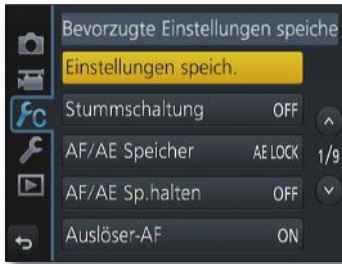 Bevorzugte Einstellungen speiche
Einstellungen speich.
Stummschaltung OFF
AF/AE Speicher AE LOCK 1/9
AF/AE Sp.halten OFF
Auslöser-AF ON
C